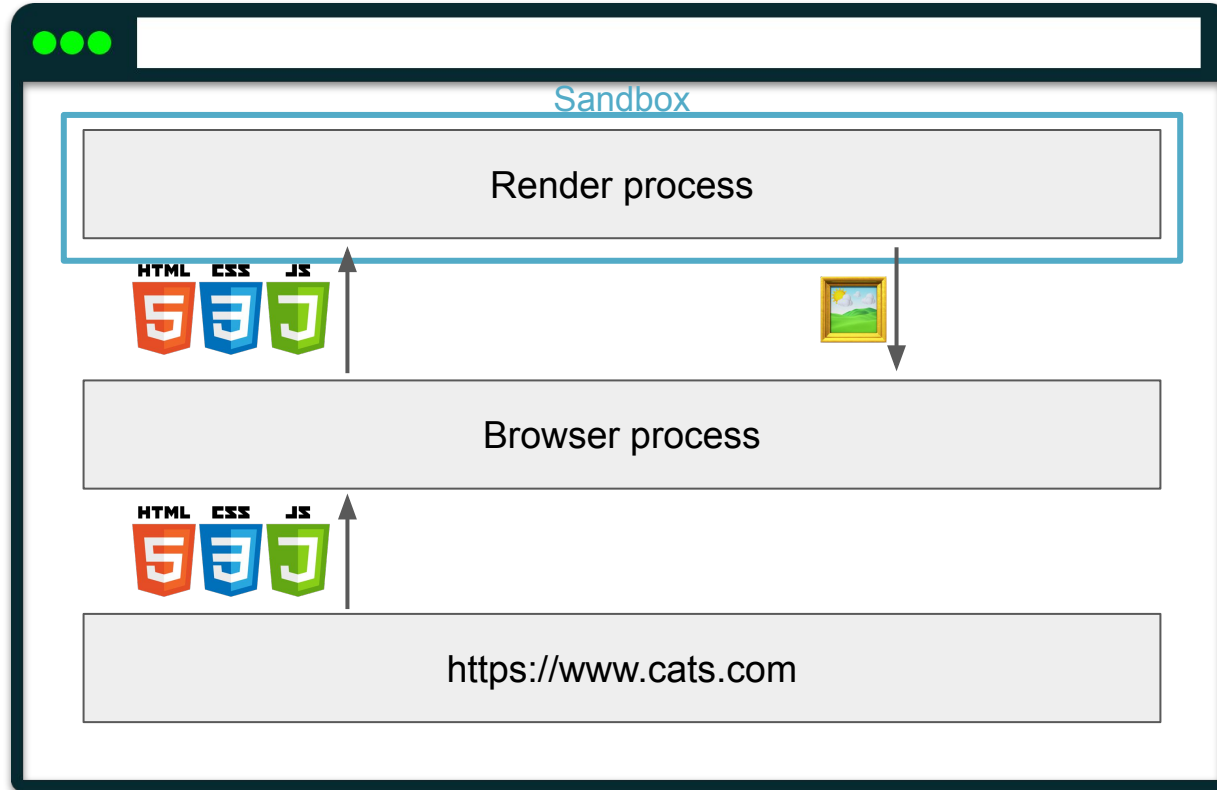 Sandbox
Render process
HTML CSS JS
Browser process
HTML CSS JS
https://www.cats.com